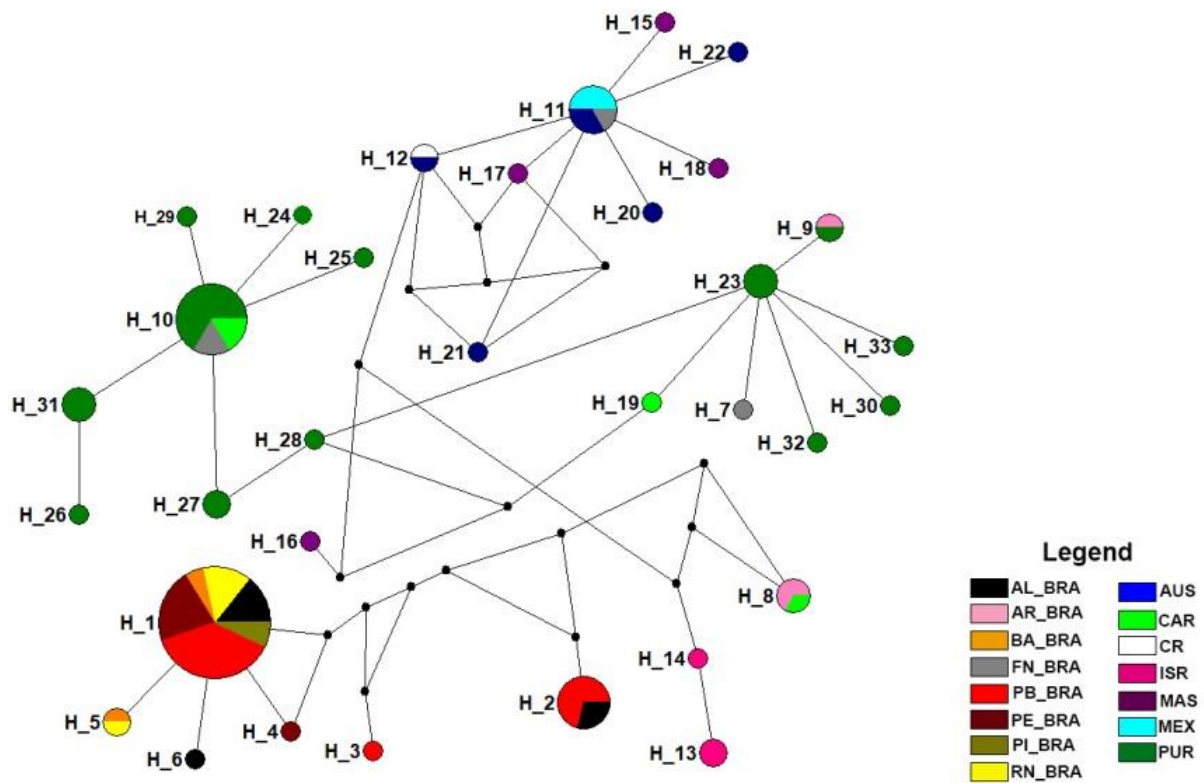 H_15
H_22
H_11
H_12
H_17
H_18
H_29
H_24
H_20
H_9
H_25
H_23
H_10
H_21
H_33
H_31
H_19
H_7
H_30
H_28
H_32
H_26
H_27
H_16
Legend
AL_BRA
AR_BRA
BA_BRA
FN_BRA
PB_BRA
PE_BRA
PI_BRA
RN_BRA
AUS
CAR
CR
ISR
MAS
MEX
PUR
H_8
H_1
H_14
H_2
H_5
H_4
H_3
H_13
H_6